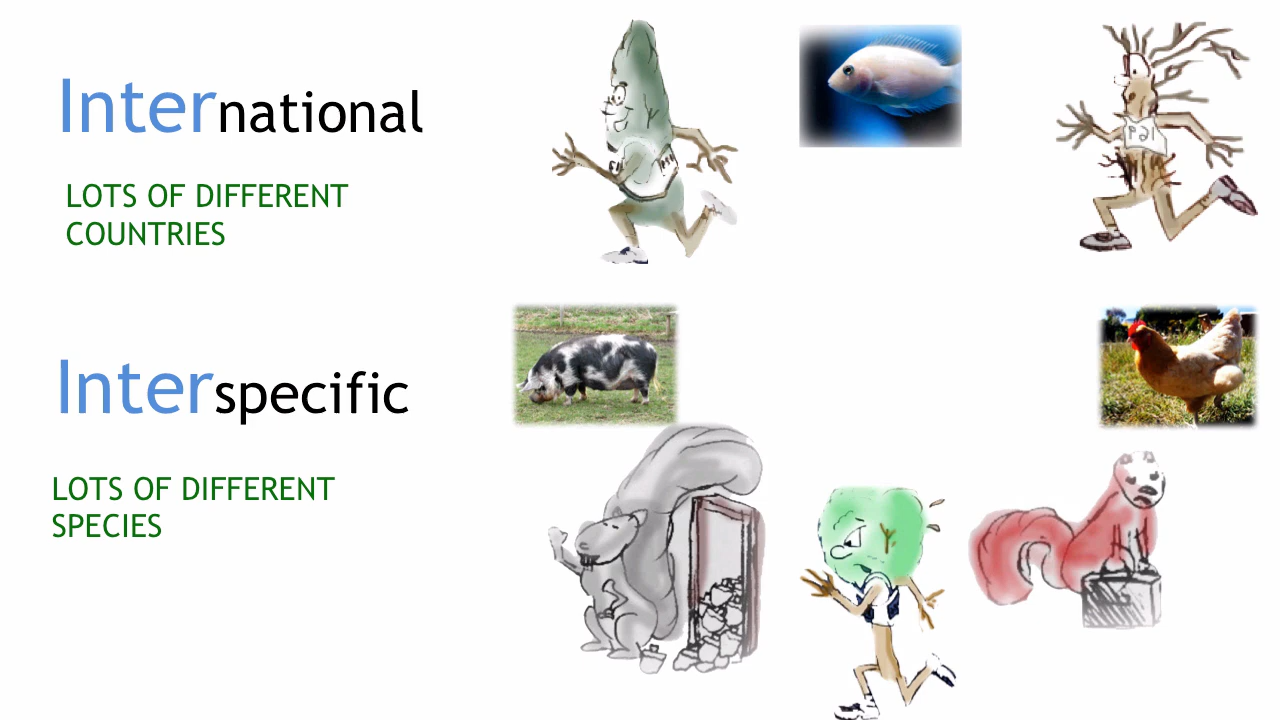 International
LOTS OF DIFFERENT
COUNTRIES
Interspecific
LOTS OF DIFFERENT
SPECIES